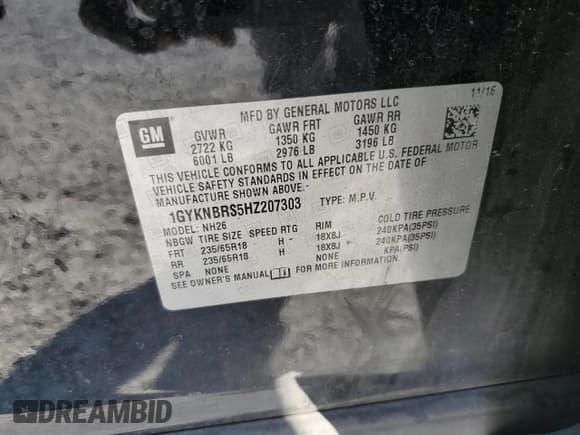 MFD BY GENERAL MOTORS LLC
11/16
GM
GVWR GAWR FRT GAWR RR
2722 KG 1350 KG 1450 KG
6001 LB 2976 LB 3196 LB
THIS VEHICLE CONFORMS TO ALL APPLICABLE U.S. FEDERAL MOTOR
VEHICLE SAFETY STANDARDS IN EFFECT ON THE DATE OF
MANUFACTURE SHOWN ABOVE.
1GYKNBRS5HZ207303 TYPE: M.P.V.
MODEL: NH26
NBGW TIRE SIZE SPEED RTG RIM COLD TIRE PRESSURE
FRT 235/65R18 H 18X8J 240KPA(35PSI)
RR 235/65R18 H 18X8J 240KPA(35PSI)
SPA NONE NONE KPA(PSI)
SEE OWNER'S MANUAL FOR MORE INFORMATION.
DREAMBID